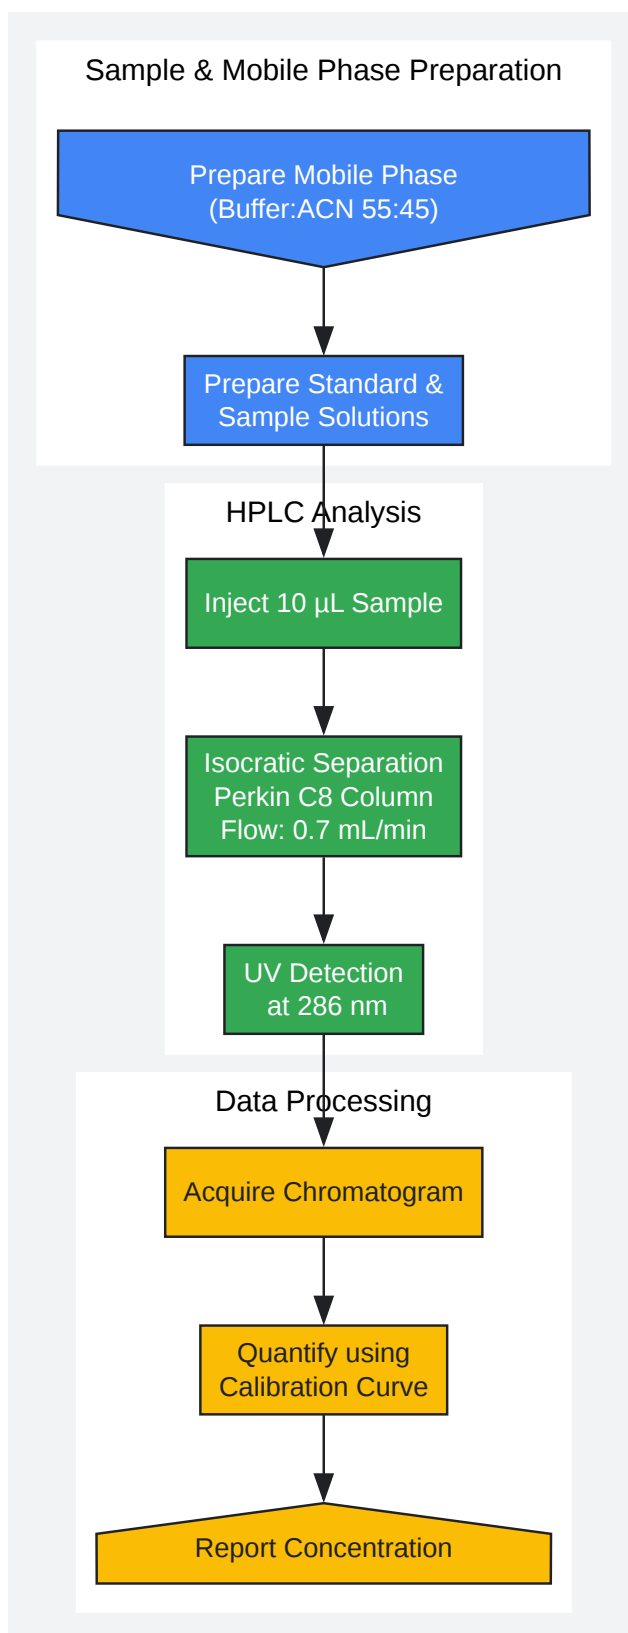 Sample & Mobile Phase Preparation
Prepare Mobile Phase
(Buffer:ACN 55:45)
Prepare Standard &
Sample Solutions
HPLC Analysis
Inject 10 µL Sample
Isocratic Separation
Perkin C8 Column
Flow: 0.7 mL/min
UV Detection
at 286 nm
Data Processing
Acquire Chromatogram
Quantify using
Calibration Curve
Report Concentration